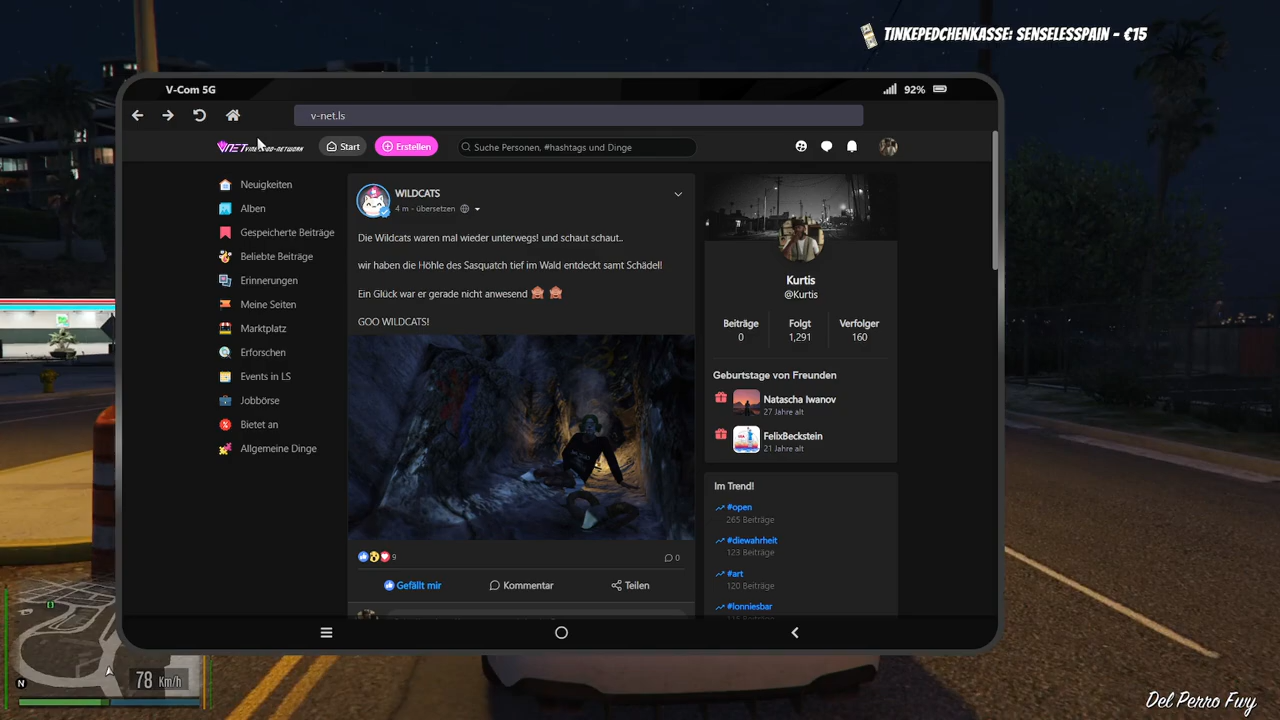 TINKEPEDCHENKASSE: SENSELESSPAIN - €15
V-Com 5G
92%
v-net.ls
VNET
Start
Erstellen
Suche Personen, #hashtags und Dinge
Neuigkeiten
Alben
Gespeicherte Beiträge
Beliebte Beiträge
Erinnerungen
Meine Seiten
Marktplatz
Erforschen
Events in LS
Jobbörse
Bietet an
Allgemeine Dinge
WILDCATS
4 m - übersetzen
Die Wildcats waren mal wieder unterwegs! und schaut schaut..
wir haben die Höhle des Sasquatch tief im Wald entdeckt samt Schädel!
Ein Glück war er gerade nicht anwesend 🙈 🙈
GOO WILDCATS!
9
0
Gefällt mir
Kommentar
Teilen
Kurtis
@Kurtis
Beiträge Folgt Verfolger
0 1,291 160
Geburtstage von Freunden
Natascha Iwanov
27 Jahre alt
FelixBeckstein
21 Jahre alt
Im Trend!
#open
265 Beiträge
#diewahrheit
123 Beiträge
#art
120 Beiträge
#lonniesbar
N
78 Km/h
Del Perro Fwy